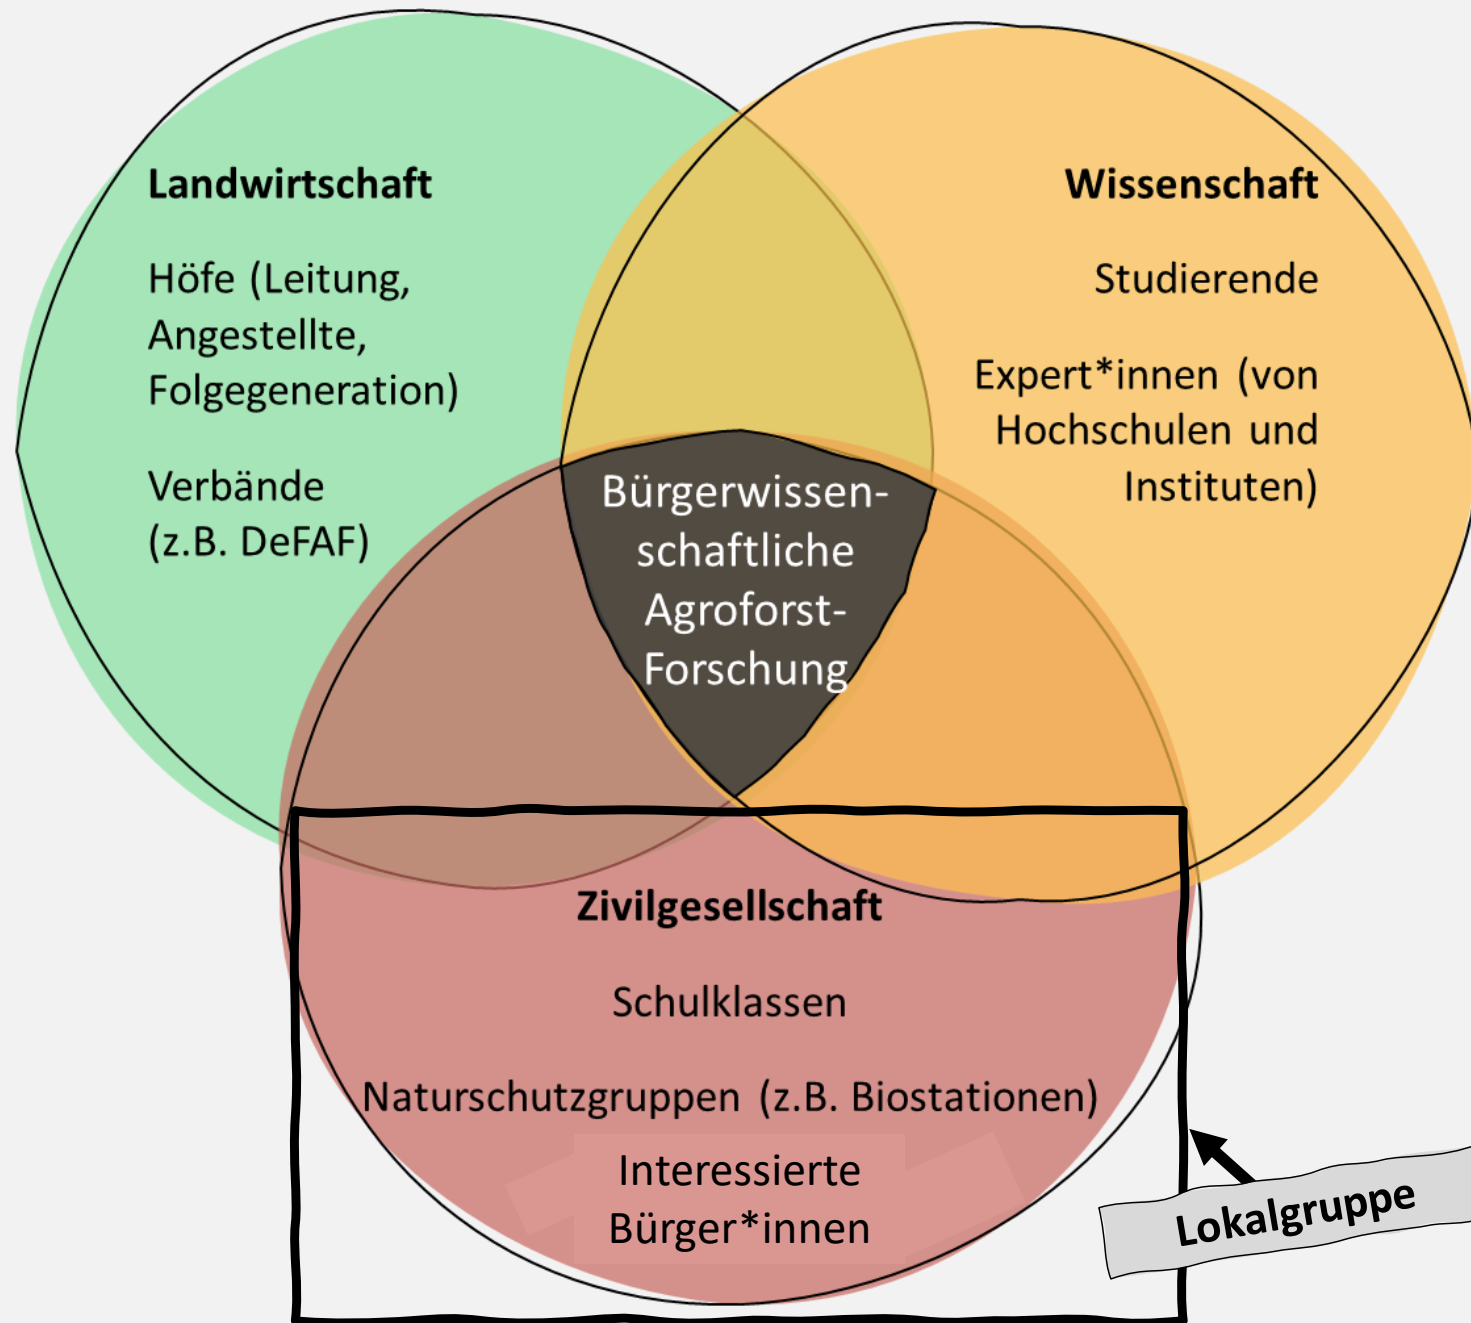 Landwirtschaft
Höfe (Leitung,
Angestellte,
Folgegeneration)
Verbände
(z.B. DeFAF)
Wissenschaft
Studierende
Expert*innen (von
Hochschulen und
Instituten)
Bürgerwissen-
schaftliche
Agroforst-
Forschung
Zivilgesellschaft
Schulklassen
Naturschutzgruppen (z.B. Biostationen)
Interessierte
Bürger*innen
Lokalgruppe